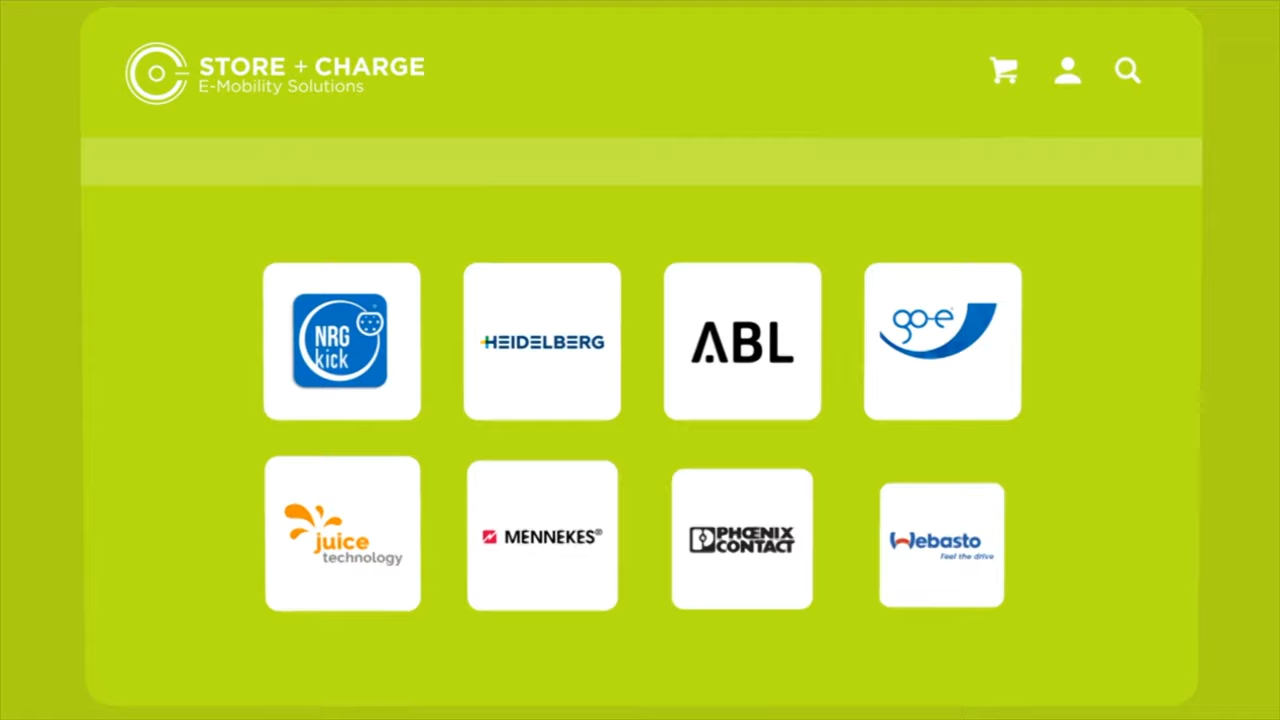 STORE + CHARGE
E-Mobility Solutions
NRG
kick
HEIDELBERG
ABL
go-e
juice
technology
MENNEKES®
PHOENIX
CONTACT
Webasto
Feel the drive